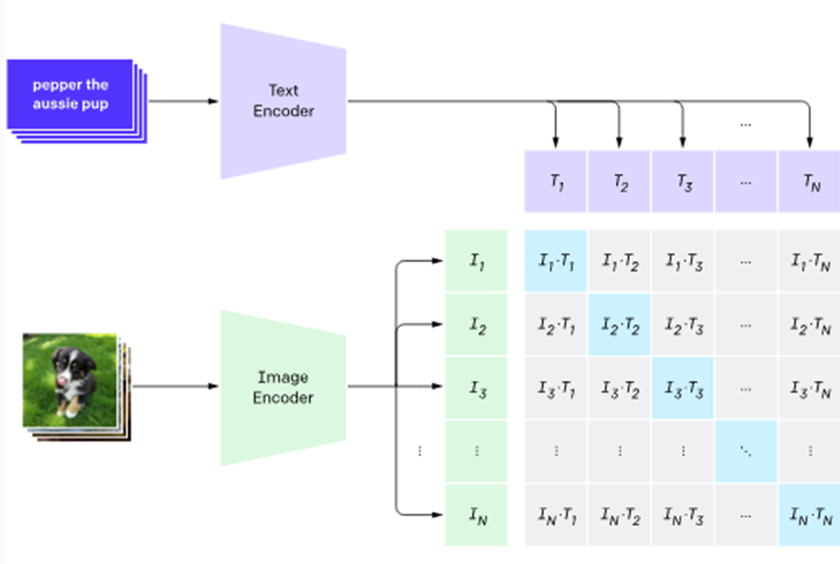 pepper the
aussie pup
Text
Encoder
...
T1 T2 T3 ... TN
I1 I1·T1 I1·T2 I1·T3 ... I1·TN
I2 I2·T1 I2·T2 I2·T3 ... I2·TN
Image
Encoder
I3 I3·T1 I3·T2 I3·T3 ... I3·TN
⋮ ⋮ ⋮ ⋮ ⋮ ⋱ ⋮
IN IN·T1 IN·T2 IN·T3 ... IN·TN